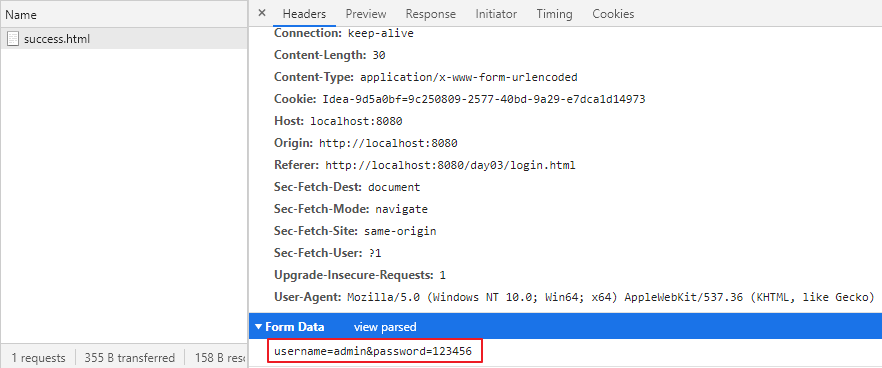 Name
success.html
1 requests 355 B transferred 158 B
× Headers Preview Response Initiator Timing Cookies
Connection: keep-alive
Content-Length: 30
Content-Type: application/x-www-form-urlencoded
Cookie: Idea-9d5a0bf=9c250809-2577-40bd-9a29-e7dca1d14973
Host: localhost:8080
Origin: http://localhost:8080
Referer: http://localhost:8080/day03/login.html
Sec-Fetch-Dest: document
Sec-Fetch-Mode: navigate
Sec-Fetch-Site: same-origin
Sec-Fetch-User: ?1
Upgrade-Insecure-Requests: 1
User-Agent: Mozilla/5.0 (Windows NT 10.0; Win64; x64) AppleWebKit/537.36 (KHTML, like Gecko)
Form Data view parsed
username=admin&password=123456